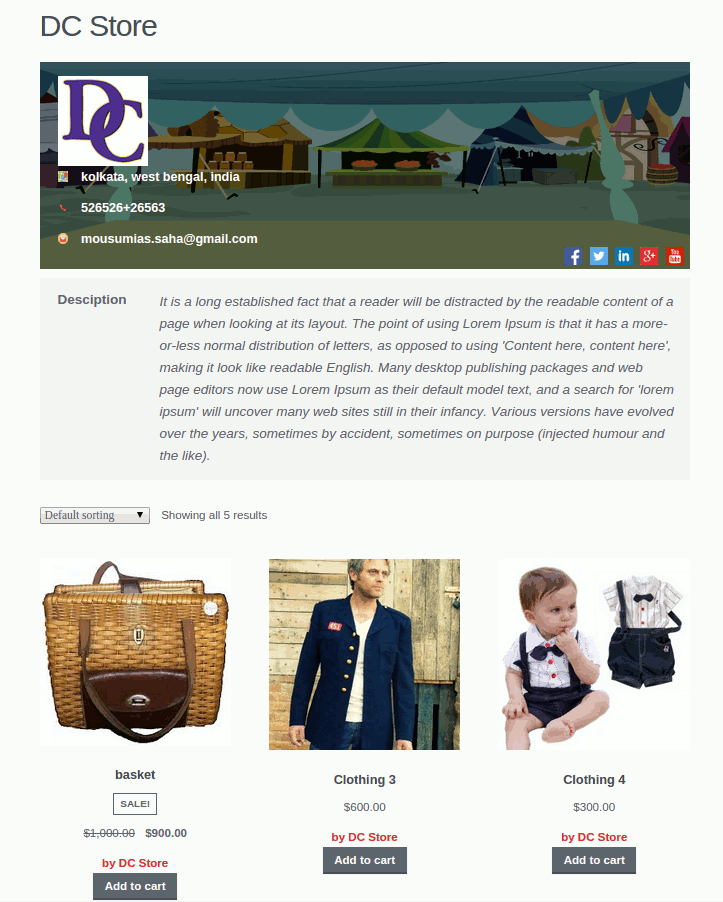 DC Store
DC
kolkata, west bengal, india
526526+26563
mousumias.saha@gmail.com
f in g+ You Tube
Desciption
It is a long established fact that a reader will be distracted by the readable content of a
page when looking at its layout. The point of using Lorem Ipsum is that it has a more-
or-less normal distribution of letters, as opposed to using 'Content here, content here',
making it look like readable English. Many desktop publishing packages and web
page editors now use Lorem Ipsum as their default model text, and a search for 'lorem
ipsum' will uncover many web sites still in their infancy. Various versions have evolved
over the years, sometimes by accident, sometimes on purpose (injected humour and
the like).
Default sorting Showing all 5 results
451
basket
SALE!
$1,000.00 $900.00
by DC Store
Add to cart
Clothing 3
$600.00
by DC Store
Add to cart
Clothing 4
$300.00
by DC Store
Add to cart